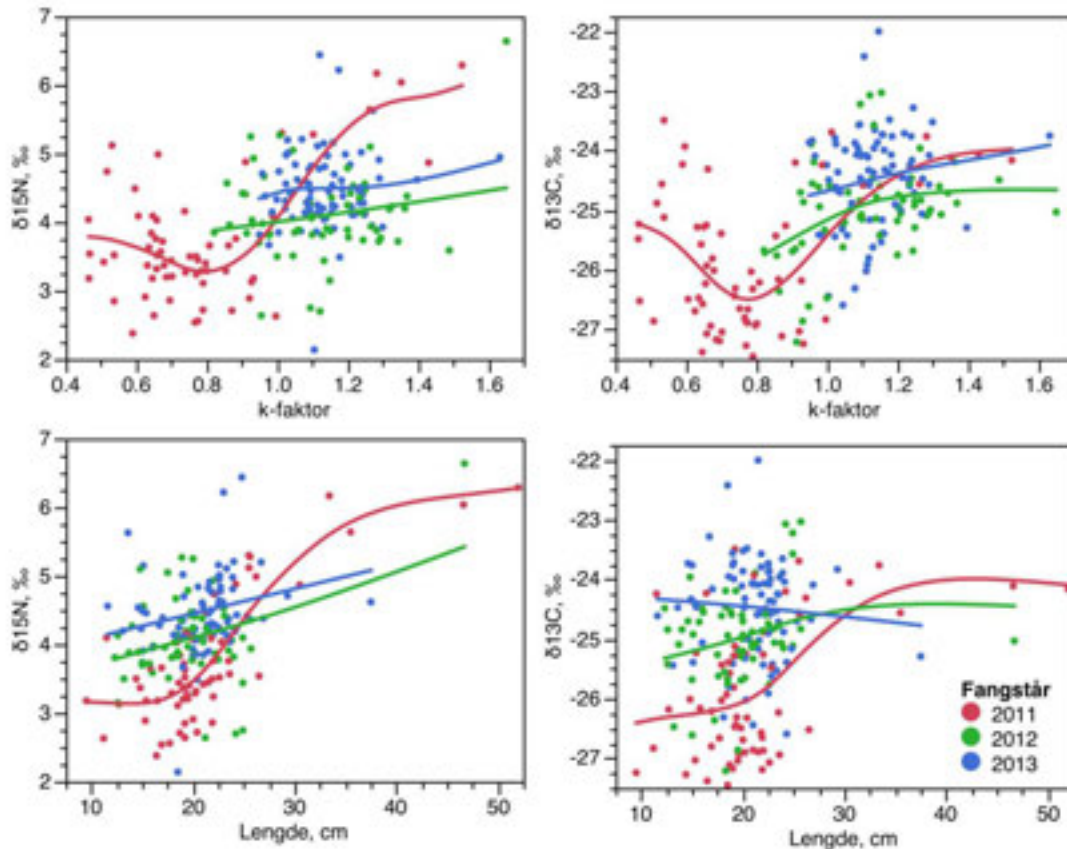 δ15N, ‰
7
6
5
4
3
2
0.4 0.6 0.8 1.0 1.2 1.4 1.6
k-faktor
δ13C, ‰
-22
-23
-24
-25
-26
-27
0.4 0.6 0.8 1.0 1.2 1.4 1.6
k-faktor
δ15N, ‰
7
6
5
4
3
2
10 20 30 40 50
Lengde, cm
δ13C, ‰
-22
-23
-24
-25
-26
-27
10 20 30 40 50
Lengde, cm
Fangstår
2011
2012
2013